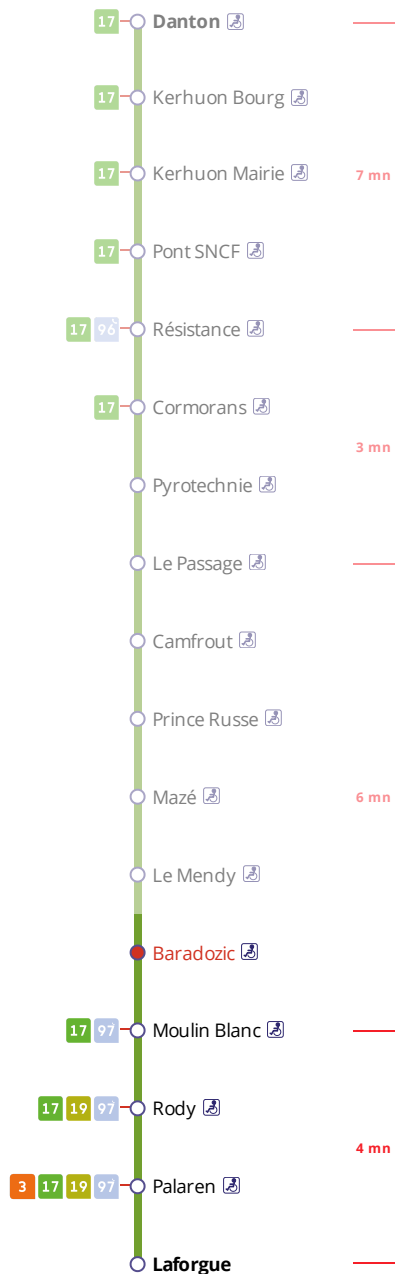 17 Danton
17 Kerhuon Bourg
17 Kerhuon Mairie 7 mn
17 Pont SNCF
17 96 Résistance
17 Cormorans
3 mn
Pyrotechnie
Le Passage
Camfrout
Prince Russe
Mazé 6 mn
Le Mendy
Baradozic
17 97 Moulin Blanc
17 19 97 Rody
4 mn
3 17 19 97 Palaren
Laforgue